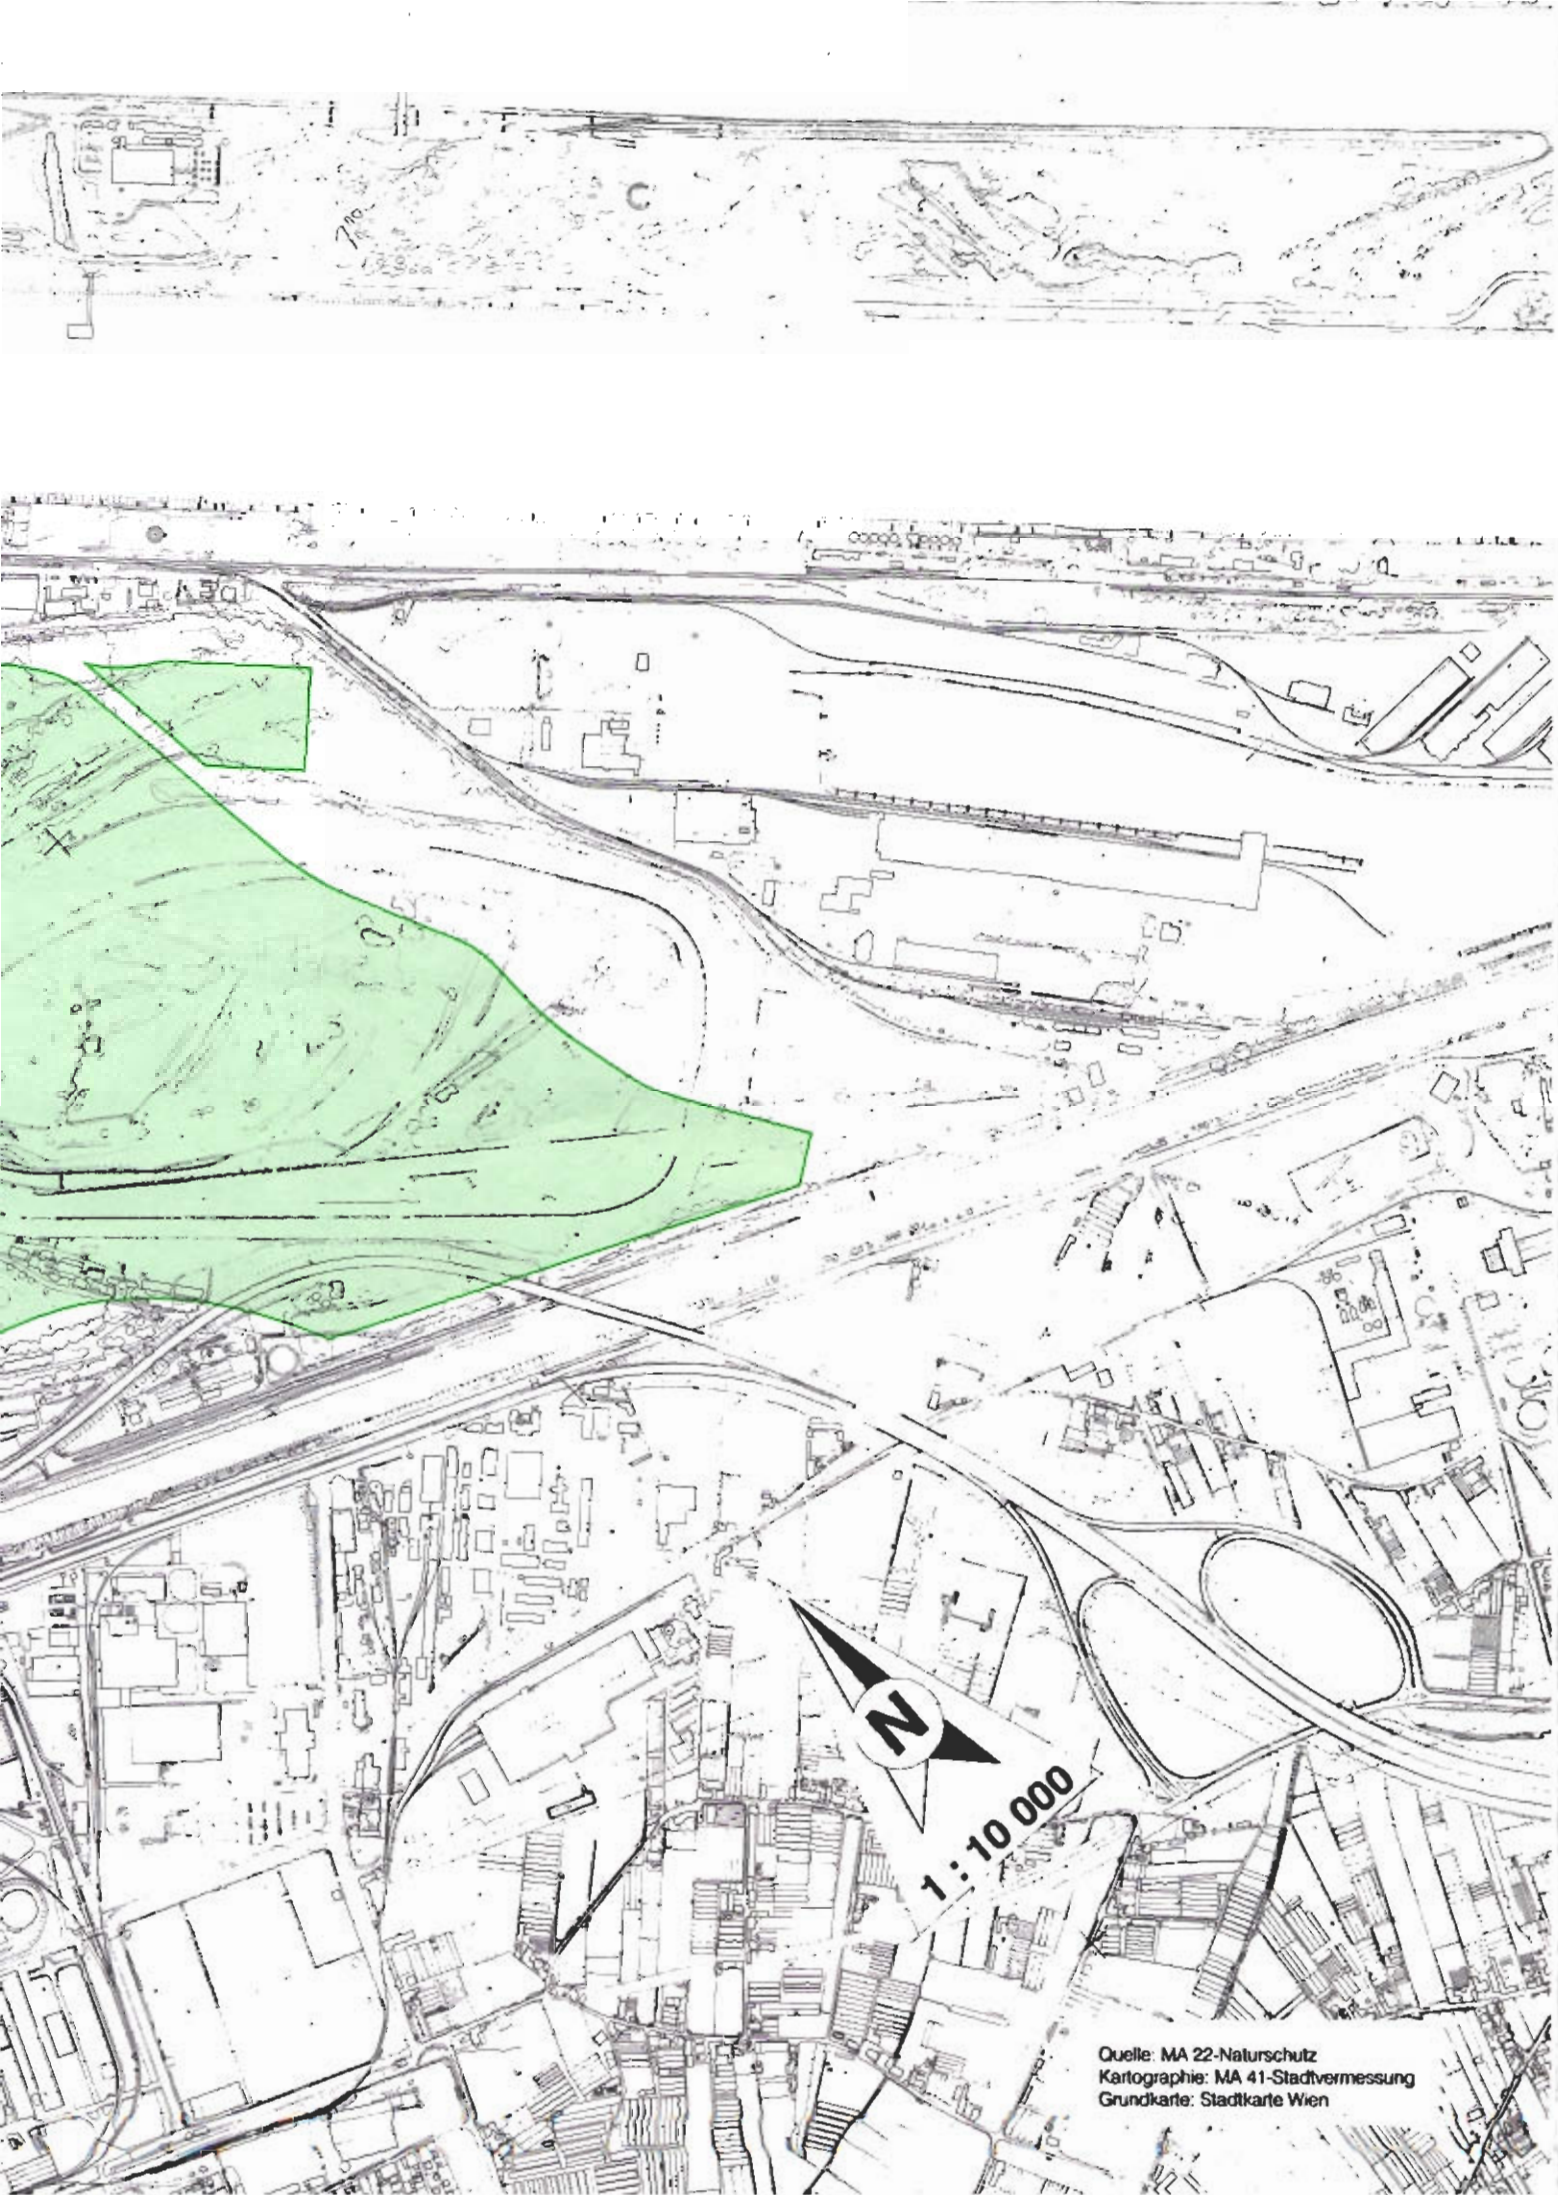 N
1 : 10 000
Quelle: MA 22-Naturschutz
Kartographie: MA 41-Stadtvermessung
Grundkarte: Stadtkarte Wien